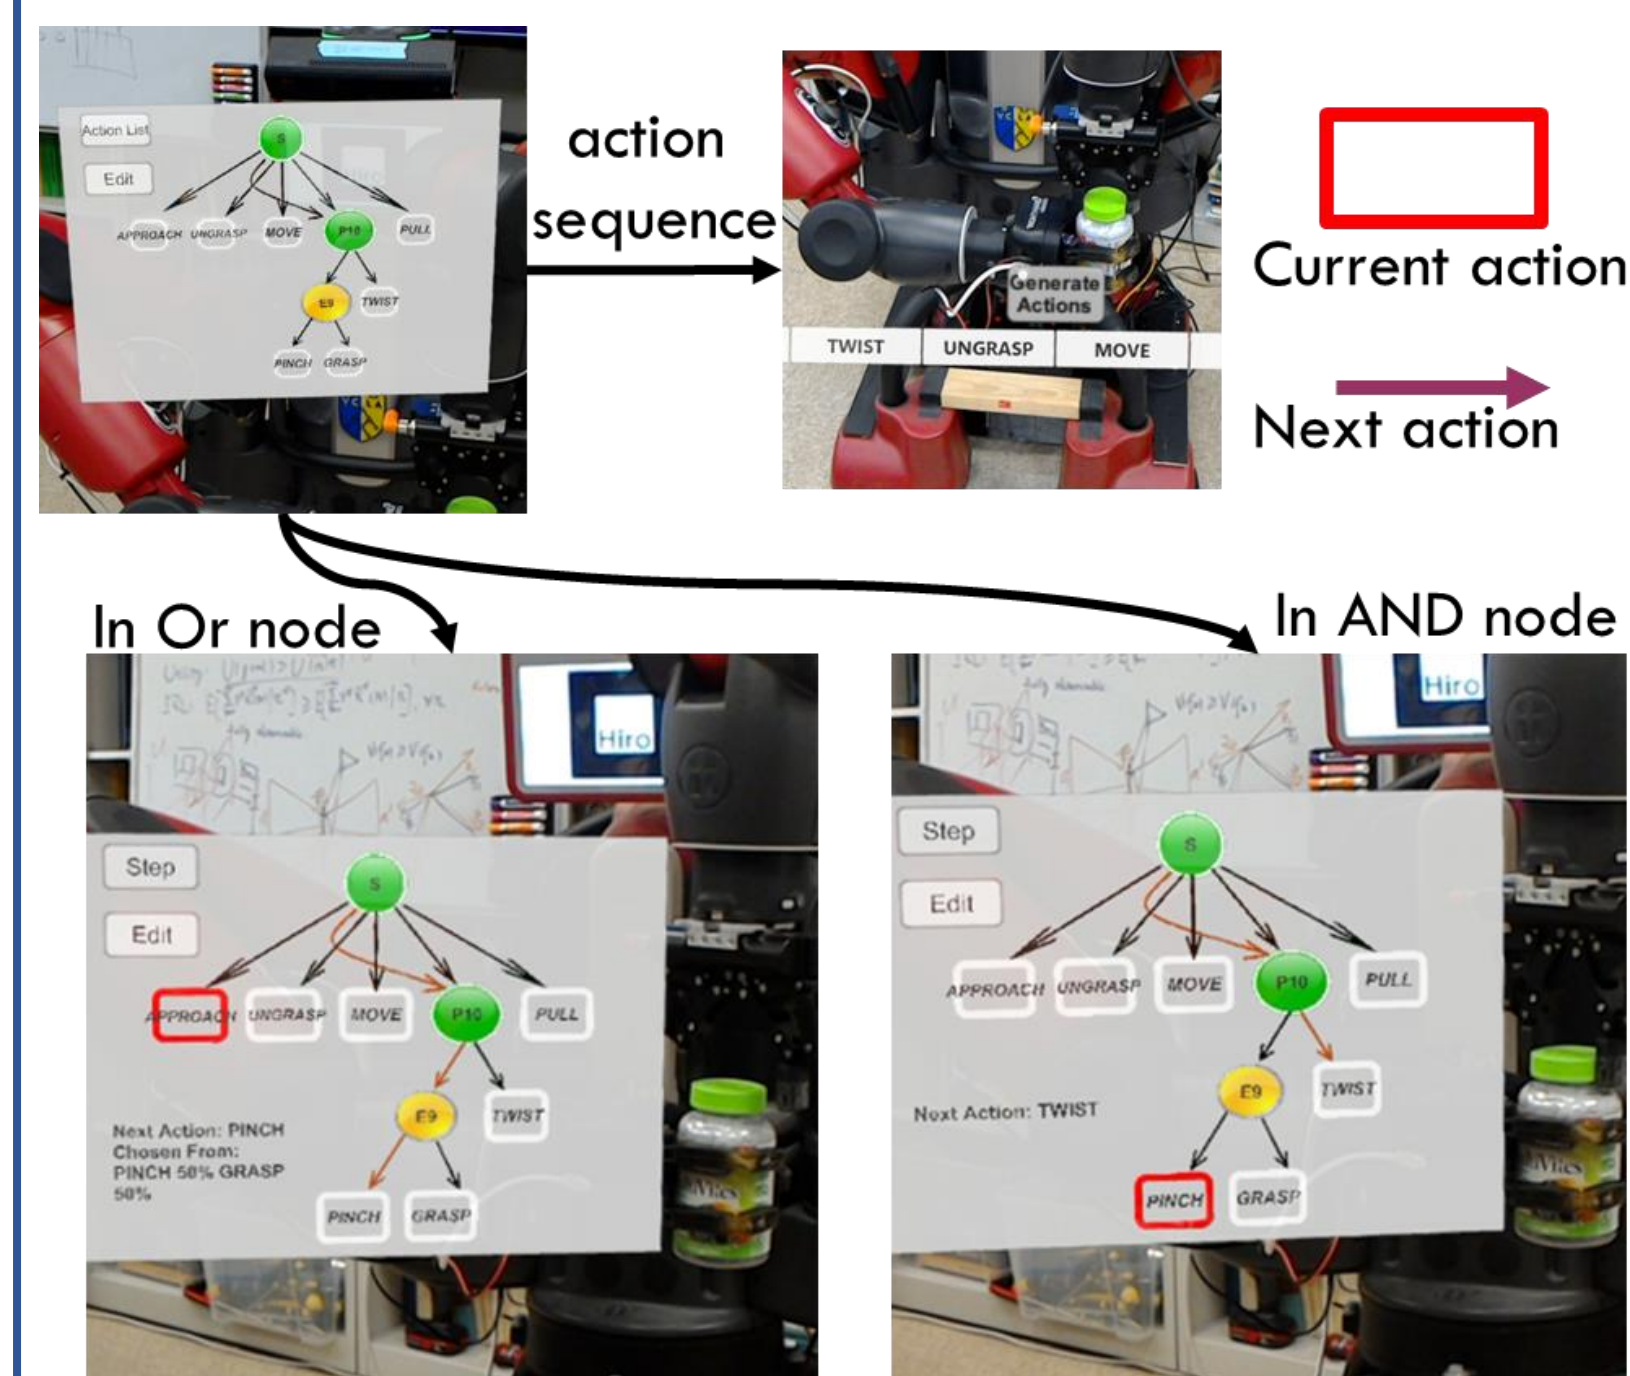 Action List
Edit
S
APPROACH UNGRASP MOVE P10 PULL
E9 TWIST
PINCH GRASP
action
sequence
Generate
Actions
TWIST UNGRASP MOVE
Current action
Next action
In Or node
Hiro
Step
Edit
S
APPROACH UNGRASP MOVE P10 PULL
E9 TWIST
Next Action: PINCH
Chosen From:
PINCH 50% GRASP
50%
PINCH GRASP
In AND node
Hiro
Step
Edit
S
APPROACH UNGRASP MOVE P10 PULL
E9 TWIST
Next Action: TWIST
PINCH GRASP